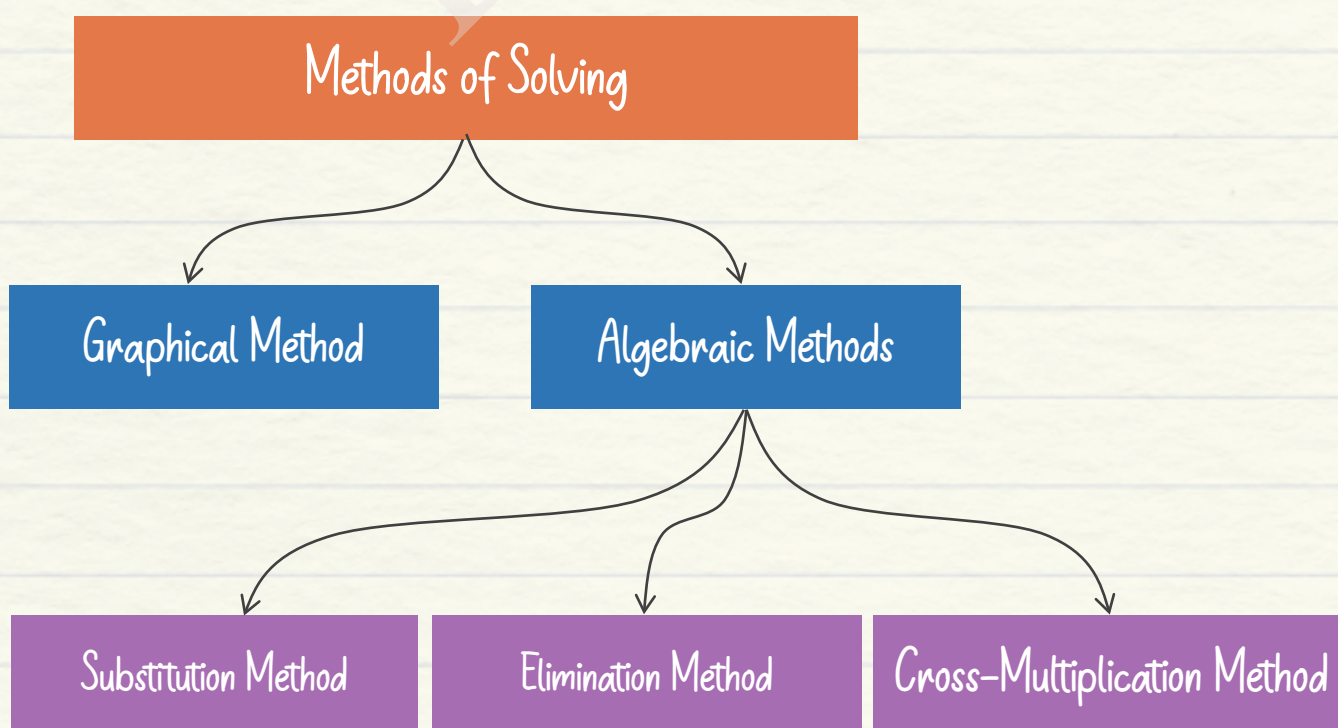 Methods of Solving
Graphical Method
Algebraic Methods
Substitution Method
Elimination Method
Cross-Multiplication Method